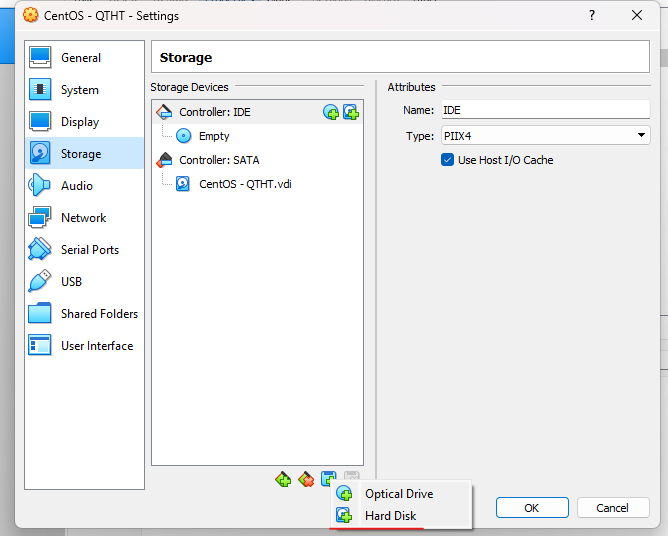 CentOS - QTHT - Settings
?
General
System
Display
Storage
Audio
Network
Serial Ports
USB
Shared Folders
User Interface
Storage
Storage Devices
Controller: IDE
Empty
Controller: SATA
CentOS - QTHT.vdi
Attributes
Name: IDE
Type: PIIX4
Use Host I/O Cache
Optical Drive
Hard Disk
OK
Cancel